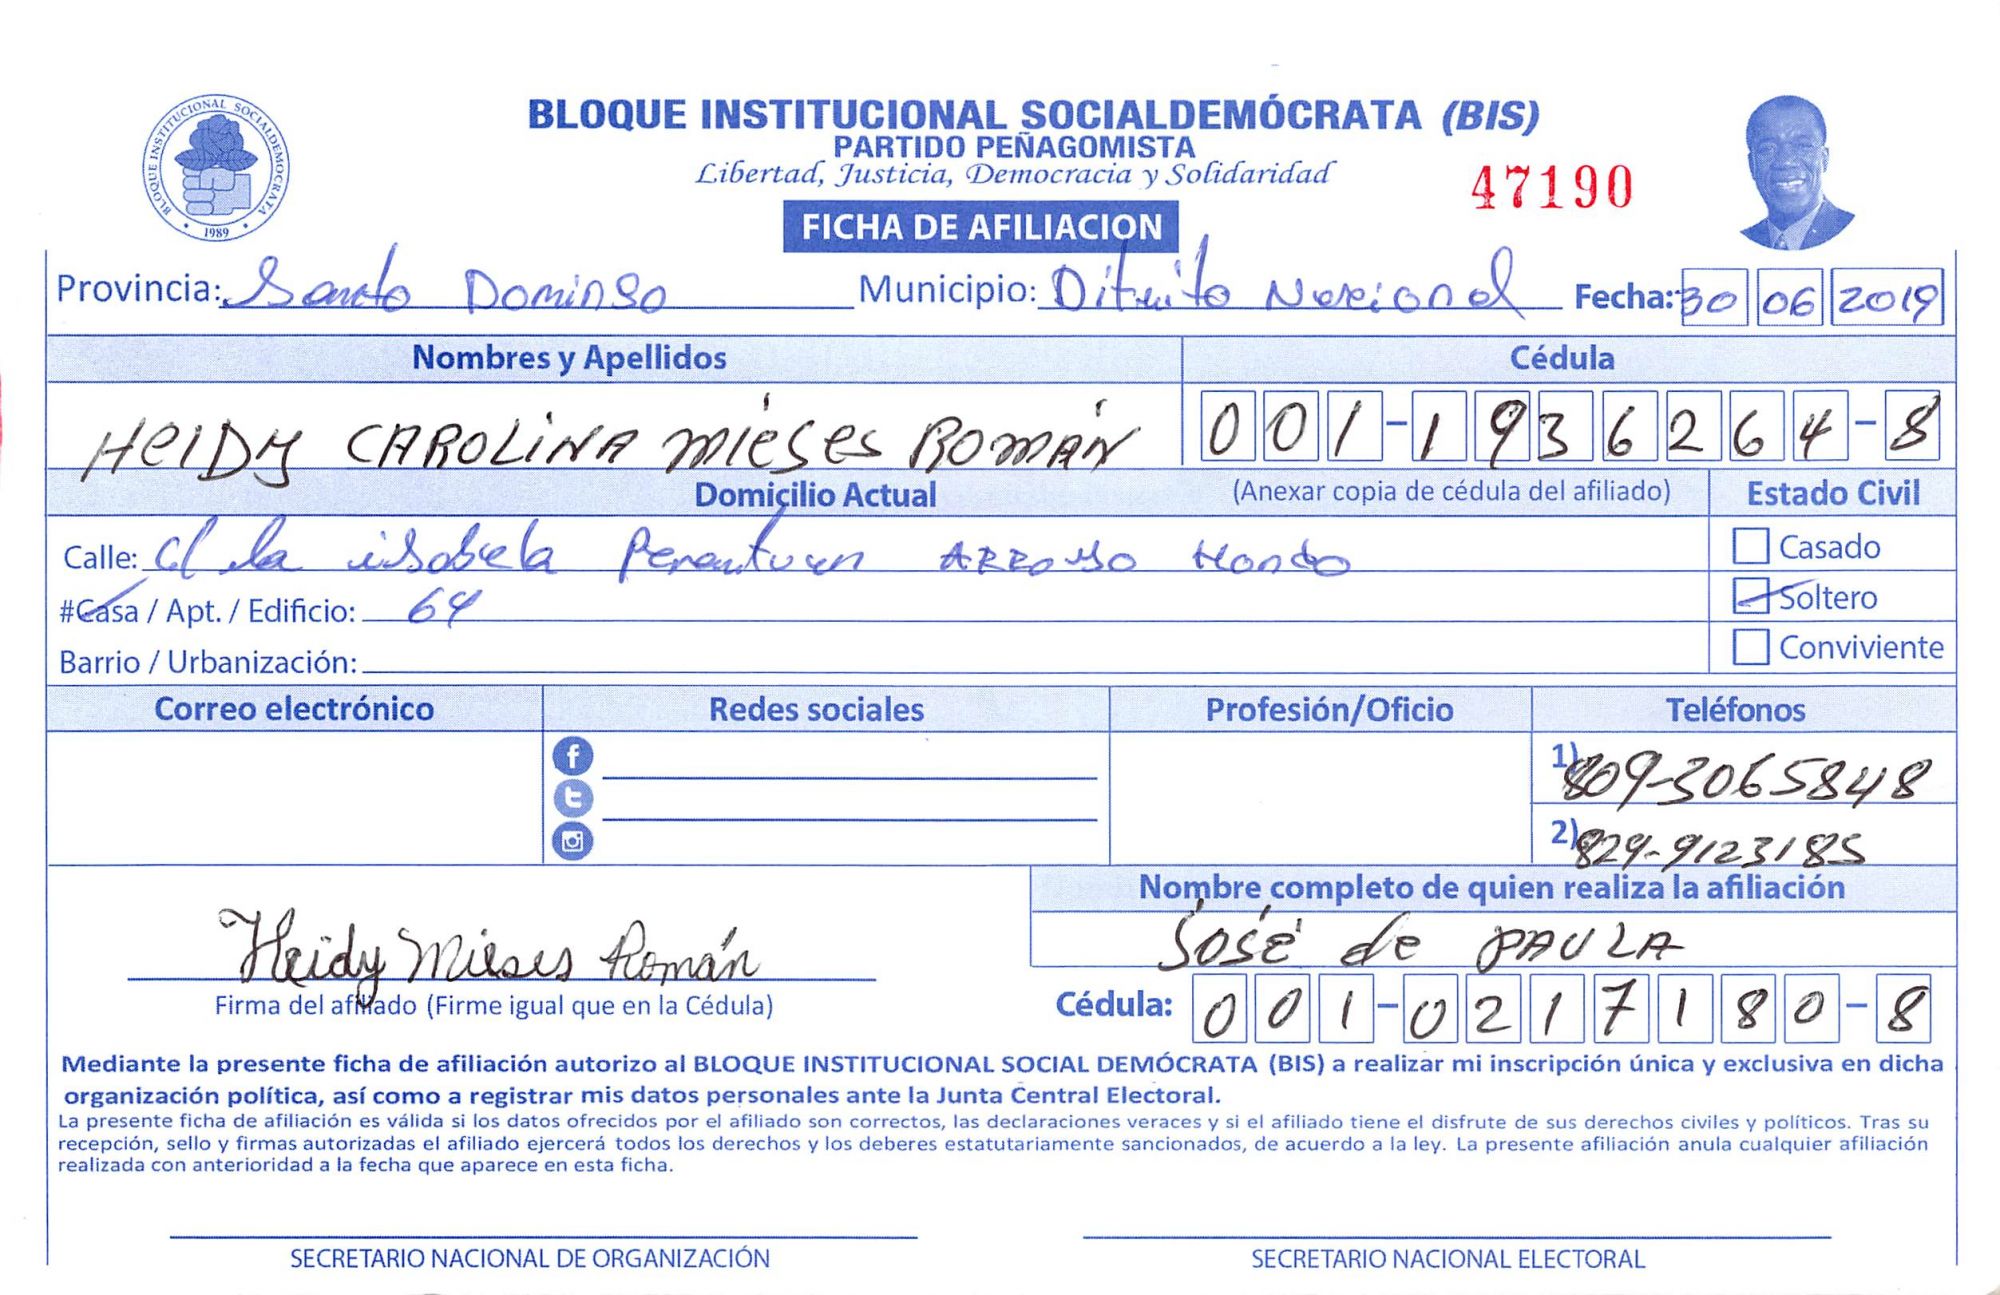 BLOQUE INSTITUCIONAL SOCIALDEMOCRATA
1989
BLOQUE INSTITUCIONAL SOCIALDEMÓCRATA (BIS)
PARTIDO PEÑAGOMISTA
Libertad, Justicia, Democracia y Solidaridad
47190
FICHA DE AFILIACION
Provincia: Santo Domingo Municipio: Ditrito Nacional Fecha: 30 06 2019
Nombres y Apellidos Cédula
HEIDY CAROLINA MIESES ROMÁN 001-1936264-8
Domicilio Actual (Anexar copia de cédula del afiliado) Estado Civil
Calle: C/ la isabela ARROYO Hondo Casado
#Casa / Apt. / Edificio: 64 Soltero
Barrio / Urbanización: Conviviente
Correo electrónico Redes sociales Profesión/Oficio Teléfonos
1) 809-3065848
2) 829-9123185
Nombre completo de quien realiza la afiliación
Heidy Mieses Román José de PAULA
Firma del afiliado (Firme igual que en la Cédula) Cédula: 001-0217180-8
Mediante la presente ficha de afiliación autorizo al BLOQUE INSTITUCIONAL SOCIAL DEMÓCRATA (BIS) a realizar mi inscripción única y exclusiva en dicha
organización política, así como a registrar mis datos personales ante la Junta Central Electoral.
La presente ficha de afiliación es válida si los datos ofrecidos por el afiliado son correctos, las declaraciones veraces y si el afiliado tiene el disfrute de sus derechos civiles y políticos. Tras su
recepción, sello y firmas autorizadas el afiliado ejercerá todos los derechos y los deberes estatutariamente sancionados, de acuerdo a la ley. La presente afiliación anula cualquier afiliación
realizada con anterioridad a la fecha que aparece en esta ficha.
SECRETARIO NACIONAL DE ORGANIZACIÓN SECRETARIO NACIONAL ELECTORAL